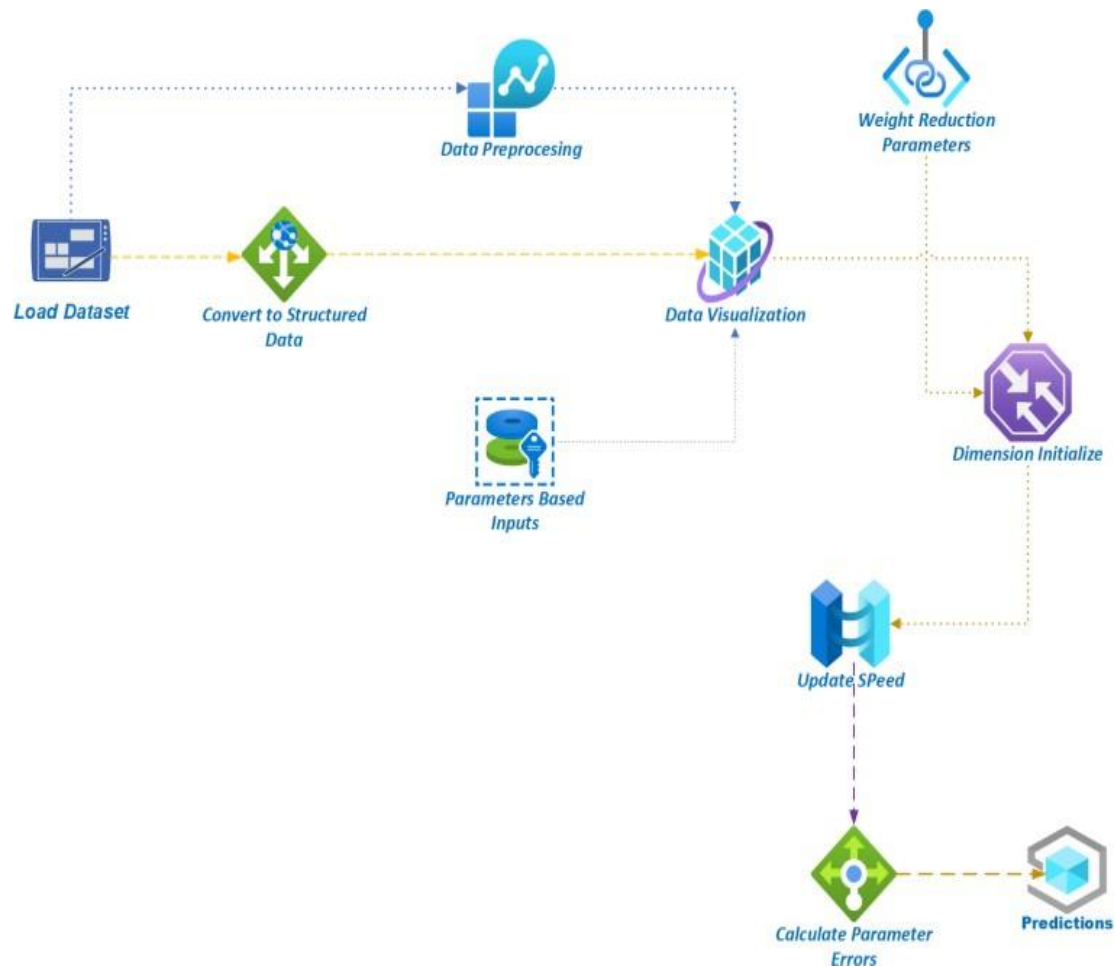 Weight Reduction
Parameters
Data Preprocesing
Load Dataset
Convert to Structured
Data
Data Visualization
Dimension Initialize
Parameters Based
Inputs
Update SPeed
Calculate Parameter
Errors
Predictions